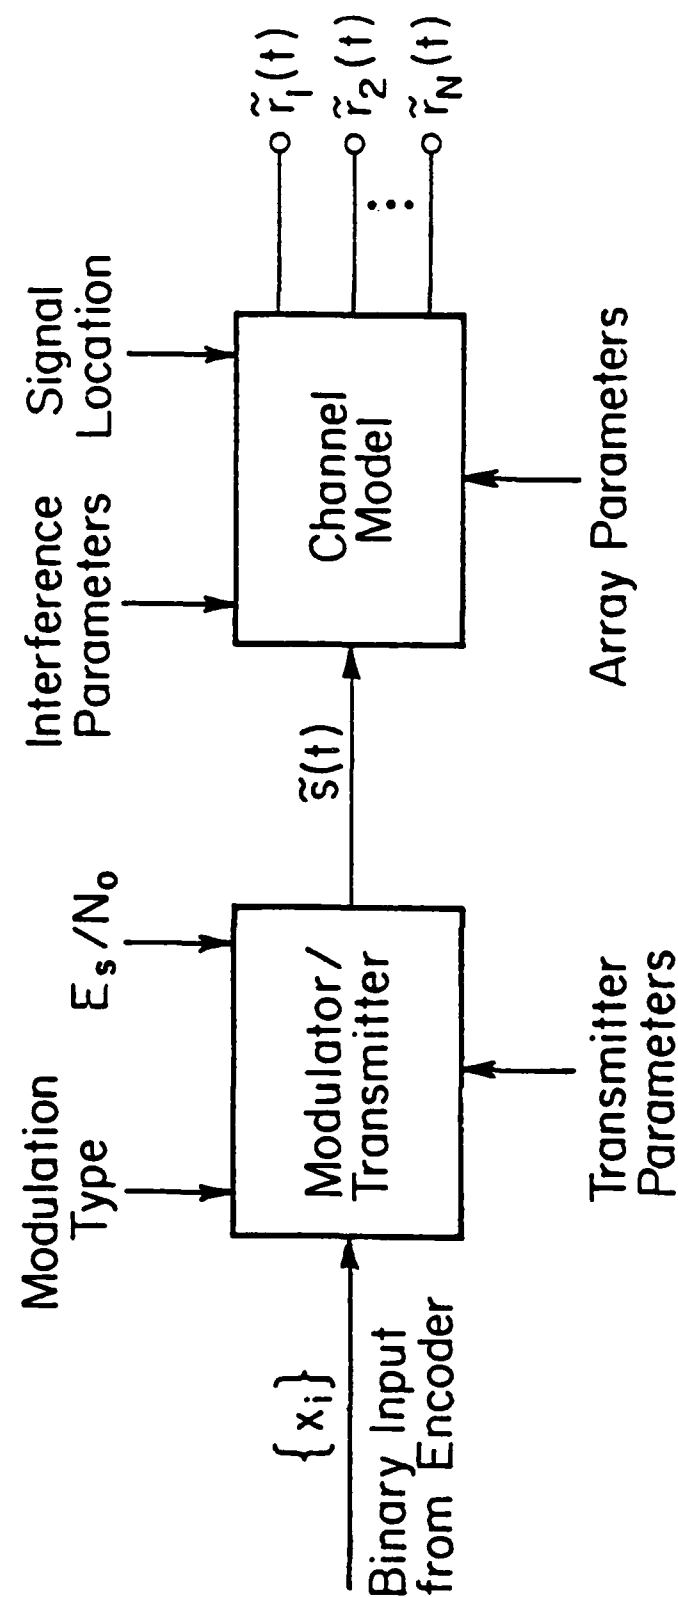 Modulation
Type
E_s/N_o
Interference
Parameters
Signal
Location
{x_i}
Binary Input
from Encoder
Modulator/
Transmitter
s̃(t)
Channel
Model
r̃_1(t)
r̃_2(t)
⋮
r̃_N(t)
Transmitter
Parameters
Array Parameters